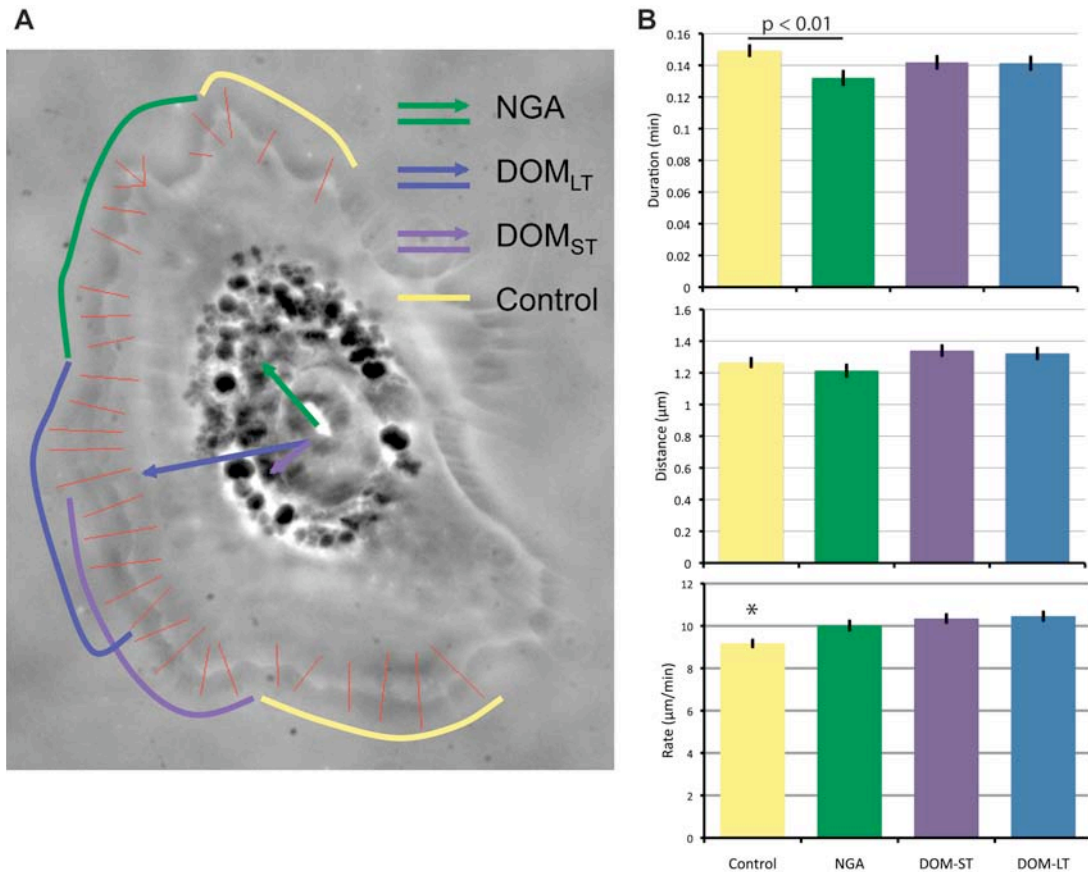 A
NGA
DOM_LT
DOM_ST
Control
B
p < 0.01
Duration (min)
0.16
0.14
0.12
0.1
0.08
0.06
0.04
0.02
0
Distance (µm)
1.6
1.4
1.2
1
0.8
0.6
0.4
0.2
0
Rate (µm/min)
12
10
8
6
4
2
0
*
Control NGA DOM-ST DOM-LT